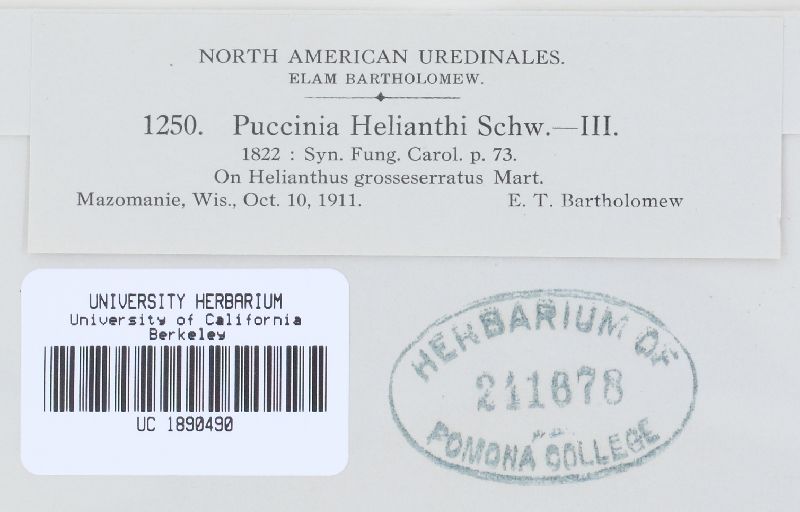 NORTH AMERICAN UREDINALES.
ELAM BARTHOLOMEW.
1250. Puccinia Helianthi Schw.—III.
1822 : Syn. Fung. Carol. p. 73.
On Helianthus grosseserratus Mart.
Mazomanie, Wis., Oct. 10, 1911. E. T. Bartholomew
UNIVERSITY HERBARIUM
University of California
Berkeley
UC 1890490
HERBARIUM OF
241678
POMONA COLLEGE